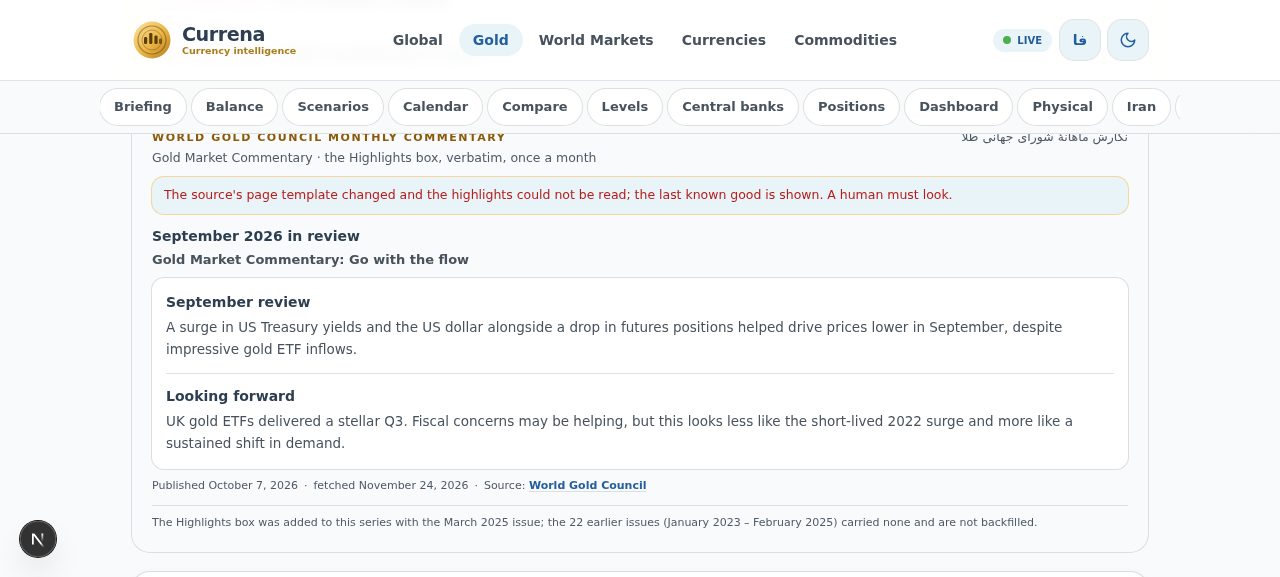 Currena
Currency intelligence
Global
Gold
World Markets
Currencies
Commodities
LIVE
فا
Briefing
Balance
Scenarios
Calendar
Compare
Levels
Central banks
Positions
Dashboard
Physical
Iran
WORLD GOLD COUNCIL MONTHLY COMMENTARY
نگارش ماهانهٔ شورای جهانی طلا
Gold Market Commentary · the Highlights box, verbatim, once a month
The source's page template changed and the highlights could not be read; the last known good is shown. A human must look.
September 2026 in review
Gold Market Commentary: Go with the flow
September review
A surge in US Treasury yields and the US dollar alongside a drop in futures positions helped drive prices lower in September, despite
impressive gold ETF inflows.
Looking forward
UK gold ETFs delivered a stellar Q3. Fiscal concerns may be helping, but this looks less like the short-lived 2022 surge and more like a
sustained shift in demand.
Published October 7, 2026 · fetched November 24, 2026 · Source: World Gold Council
The Highlights box was added to this series with the March 2025 issue; the 22 earlier issues (January 2023 – February 2025) carried none and are not backfilled.
N